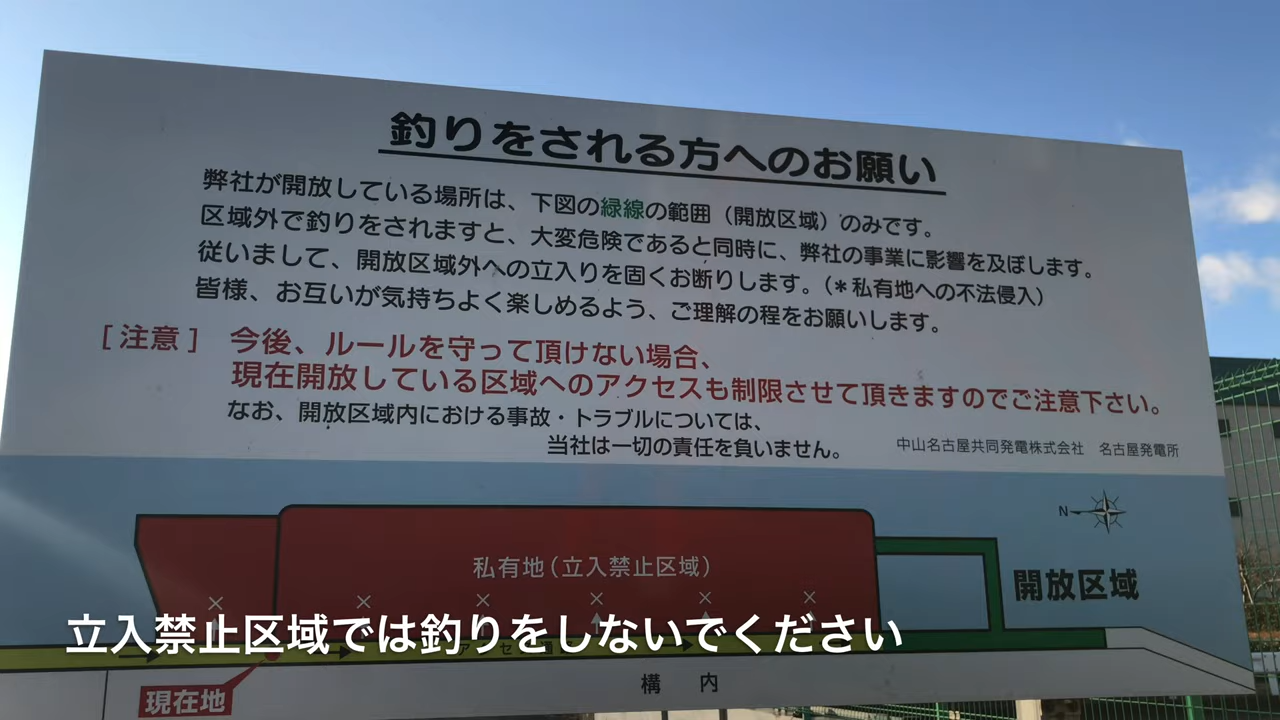 釣りをされる方へのお願い
弊社が開放している場所は、下図の緑線の範囲（開放区域）のみです。
区域外で釣りをされますと、大変危険であると同時に、弊社の事業に影響を及ぼします。
従いまして、開放区域外への立入りを固くお断りします。（＊私有地への不法侵入）
皆様、お互いが気持ちよく楽しめるよう、ご理解の程をお願いします。
［注意］ 今後、ルールを守って頂けない場合、
現在開放している区域へのアクセスも制限させて頂きますのでご注意下さい。
なお、開放区域内における事故・トラブルについては、
当社は一切の責任を負いません。
中山名古屋共同発電株式会社 名古屋発電所
N
私有地（立入禁止区域）
開放区域
立入禁止区域では釣りをしないでください
構内
現在地